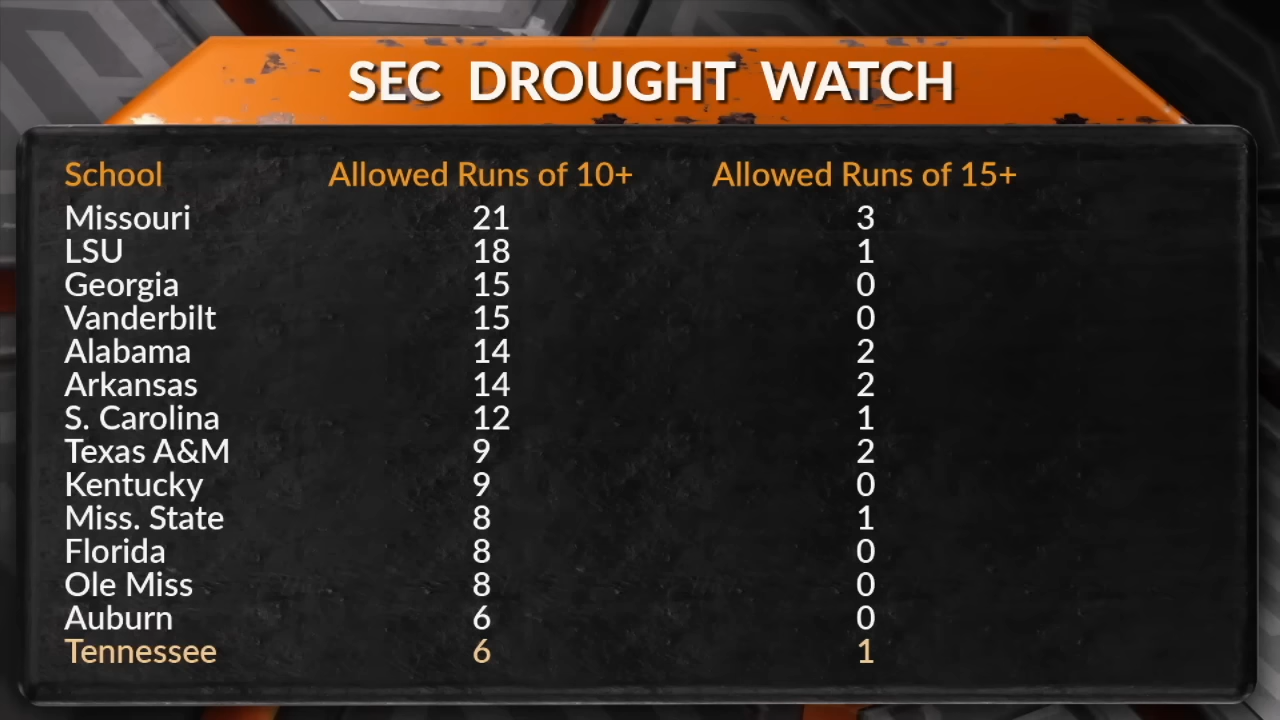 SEC DROUGHT WATCH
School Allowed Runs of 10+ Allowed Runs of 15+
Missouri 21 3
LSU 18 1
Georgia 15 0
Vanderbilt 15 0
Alabama 14 2
Arkansas 14 2
S. Carolina 12 1
Texas A&M 9 2
Kentucky 9 0
Miss. State 8 1
Florida 8 0
Ole Miss 8 0
Auburn 6 0
Tennessee 6 1